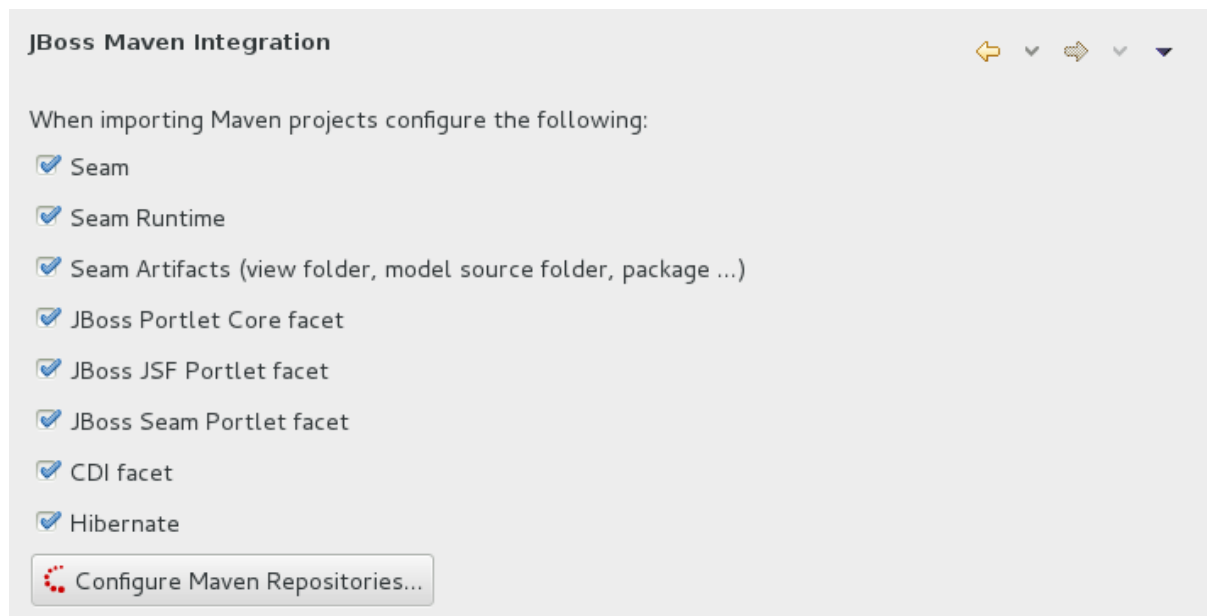 JBoss Maven Integration
When importing Maven projects configure the following:
Seam
Seam Runtime
Seam Artifacts (view folder, model source folder, package ...)
JBoss Portlet Core facet
JBoss JSF Portlet facet
JBoss Seam Portlet facet
CDI facet
Hibernate
Configure Maven Repositories...